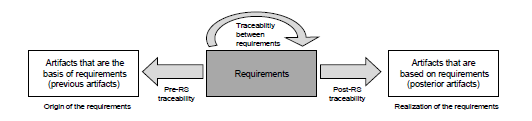 Traceabiltiy
between
requirements
Artifacts that are the
basis of requirements
(previous artifacts)
Requirements
Artifacts that are
based on requirements
(posterior artifacts)
Pre-RS
traceability
Post-RS
traceability
Origin of the requirements
Realization of the requirements